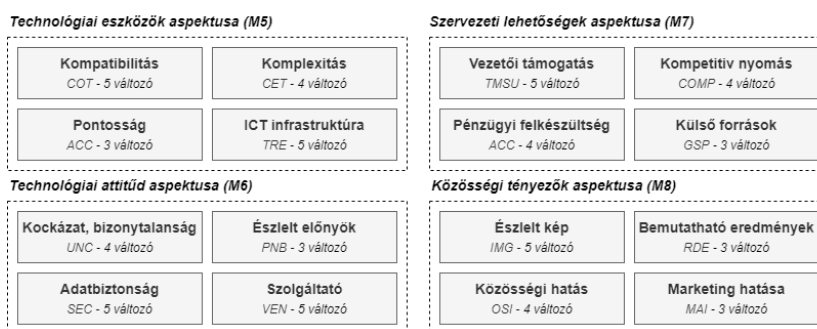 Technológiai eszközök aspektusa (M5)
Kompatibilitás
COT - 5 változó
Komplexitás
CET - 4 változó
Pontosság
ACC - 3 változó
ICT infrastruktúra
TRE - 5 változó
Szervezeti lehetőségek aspektusa (M7)
Vezetői támogatás
TMSU - 5 változó
Kompetitív nyomás
COMP - 4 változó
Pénzügyi felkészültség
ACC - 4 változó
Külső források
GSP - 3 változó
Technológiai attitűd aspektusa (M6)
Kockázat, bizonytalanság
UNC - 4 változó
Észlelt előnyök
PNB - 3 változó
Adatbiztonság
SEC - 5 változó
Szolgáltató
VEN - 5 változó
Közösségi tényezők aspektusa (M8)
Észlelt kép
IMG - 5 változó
Bemutatható eredmények
RDE - 3 változó
Közösségi hatás
OSI - 4 változó
Marketing hatása
MAI - 3 változó